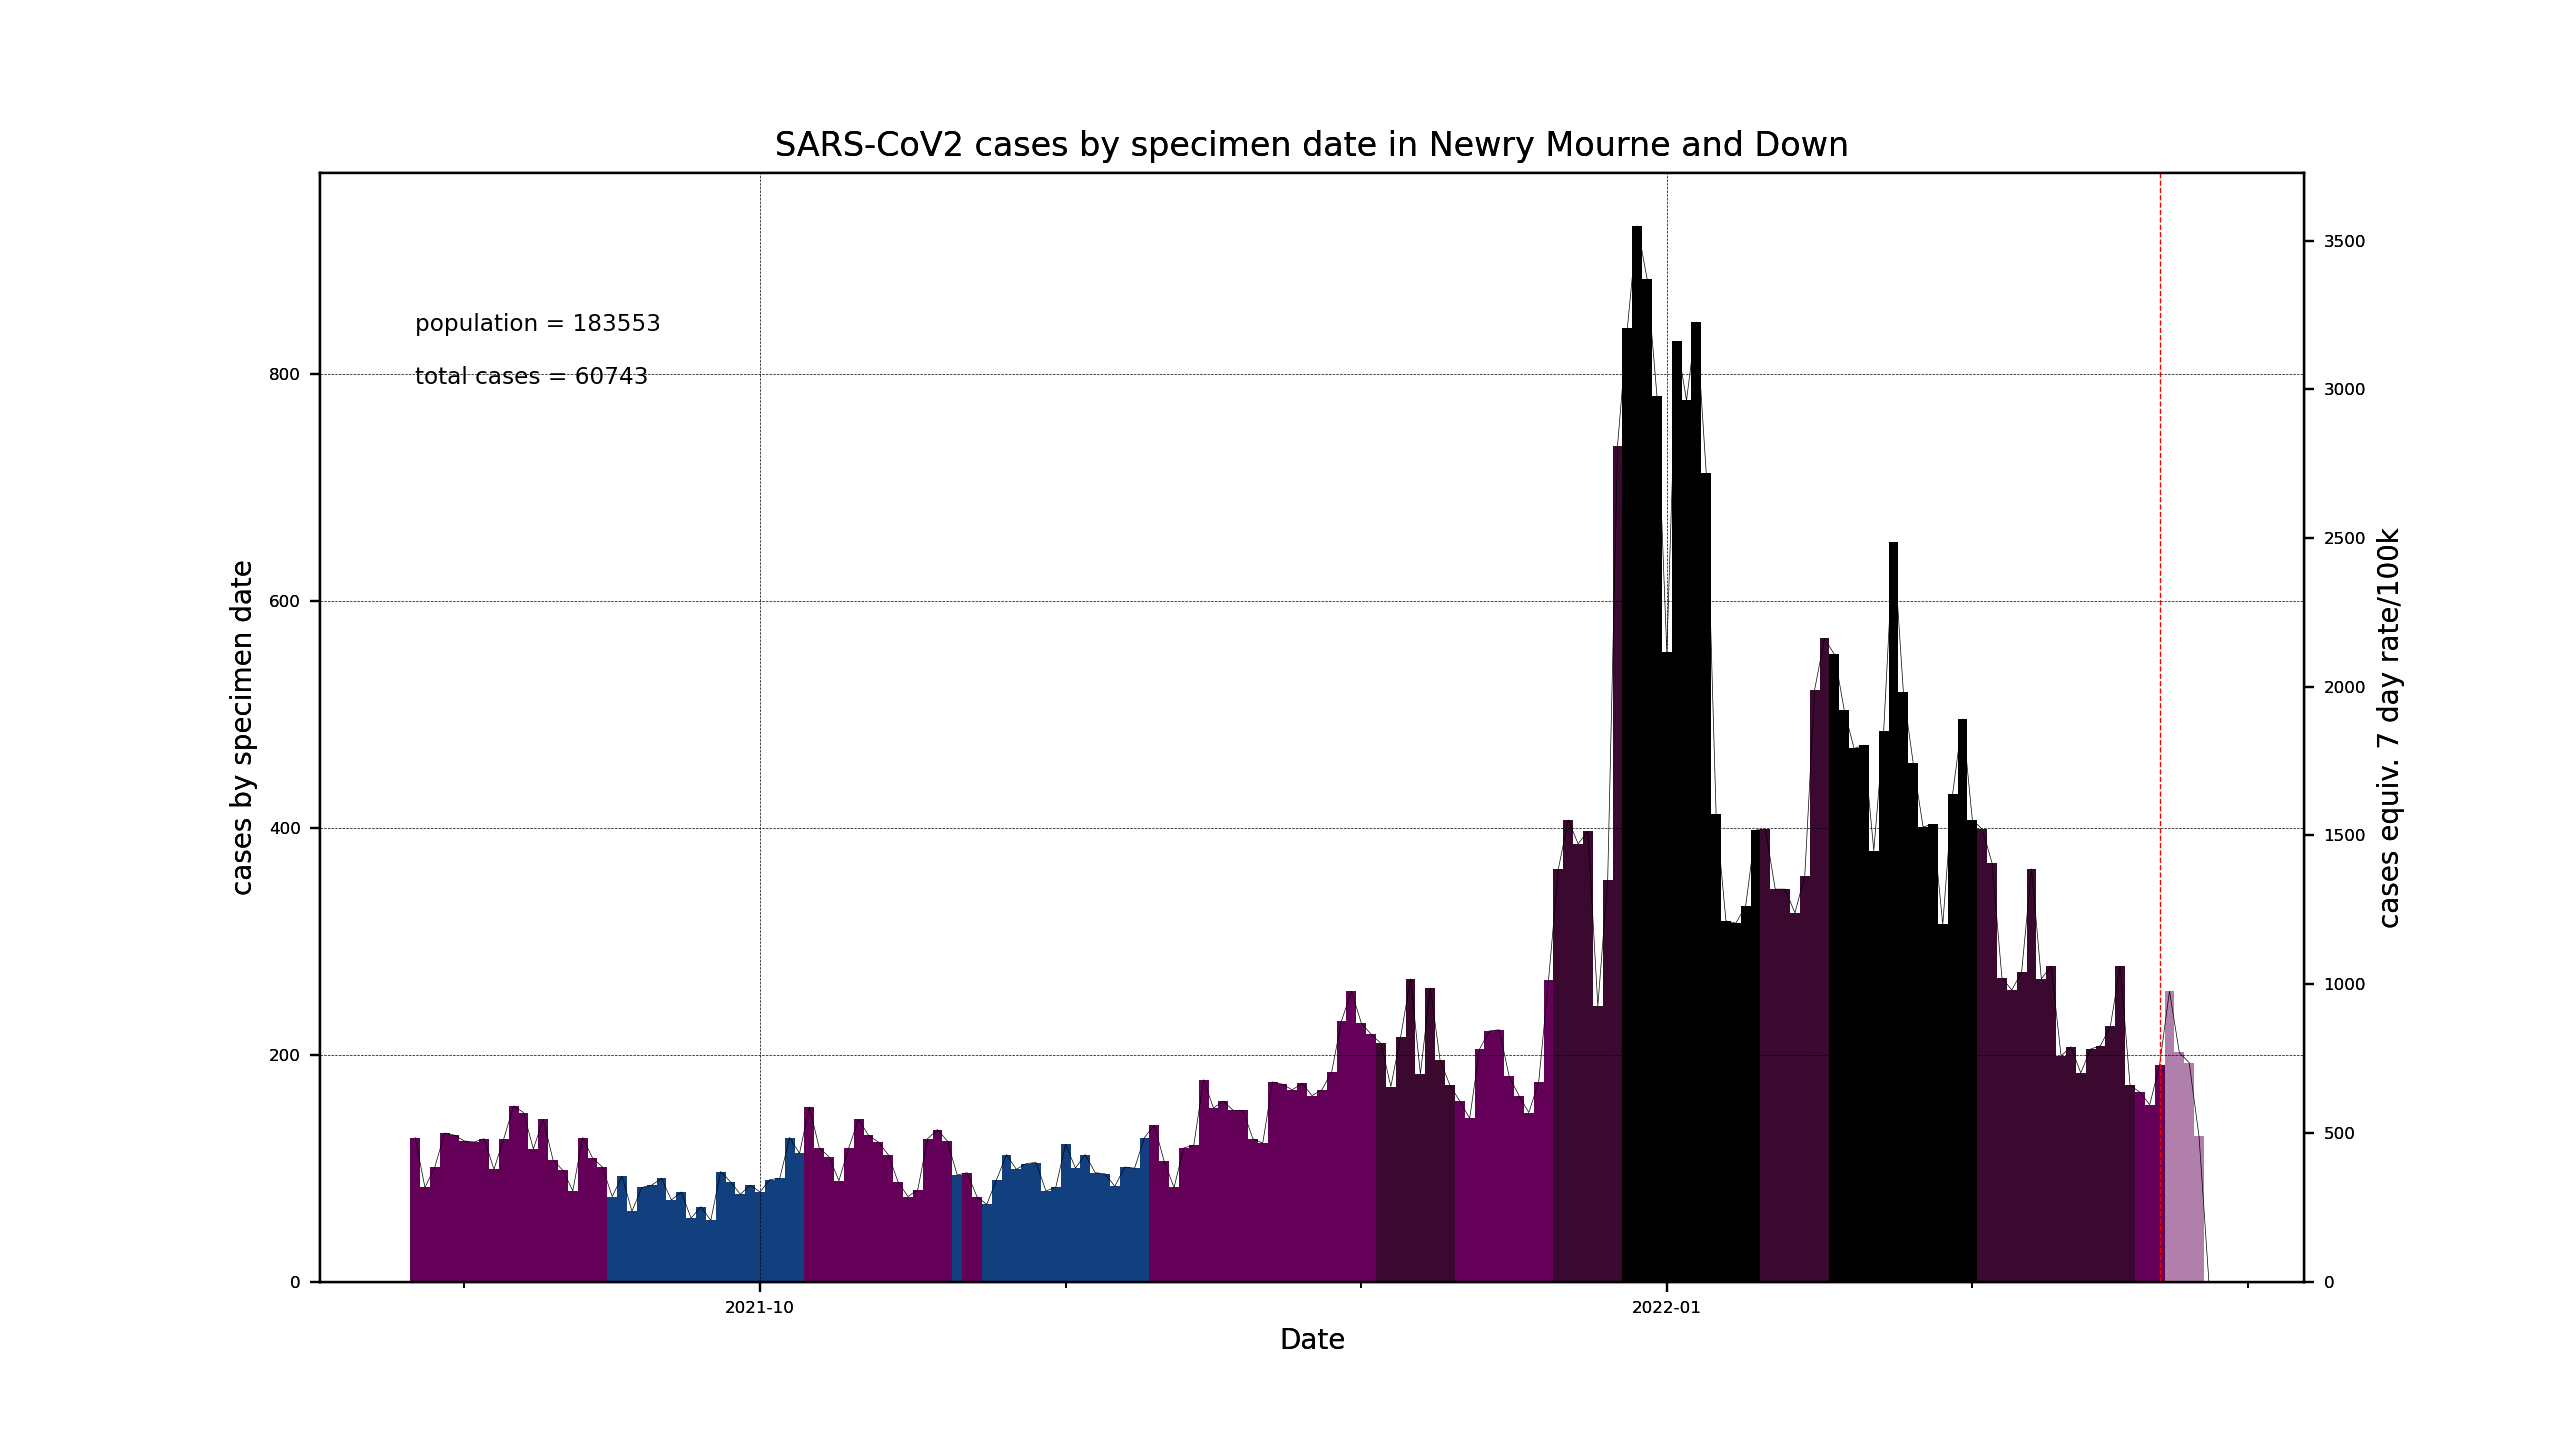 SARS-CoV2 cases by specimen date in Newry Mourne and Down
population = 183553
total cases = 60743
cases by specimen date
800
600
400
200
0
3500
3000
2500
2000
1500
1000
500
0
cases equiv. 7 day rate/100k
2021-10
2022-01
Date